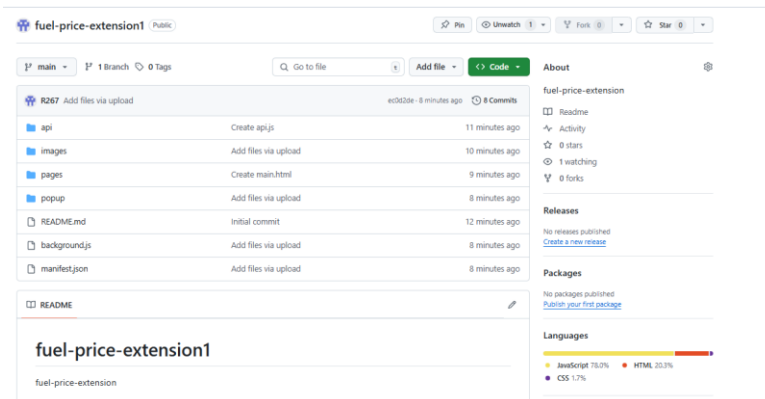 fuel-price-extension1 Public
Pin Unwatch 1 Fork 0 Star 0
main 1 Branch 0 Tags Go to file t Add file Code
R267 Add files via upload ec0d2de · 8 minutes ago 8 Commits
api Create api.js 11 minutes ago
images Add files via upload 10 minutes ago
pages Create main.html 9 minutes ago
popup Add files via upload 8 minutes ago
README.md Initial commit 12 minutes ago
background.js Add files via upload 8 minutes ago
manifest.json Add files via upload 8 minutes ago
README
fuel-price-extension1
fuel-price-extension
About
fuel-price-extension
Readme
Activity
0 stars
1 watching
0 forks
Releases
No releases published
Create a new release
Packages
No packages published
Publish your first package
Languages
JavaScript 78.0% HTML 20.3%
CSS 1.7%